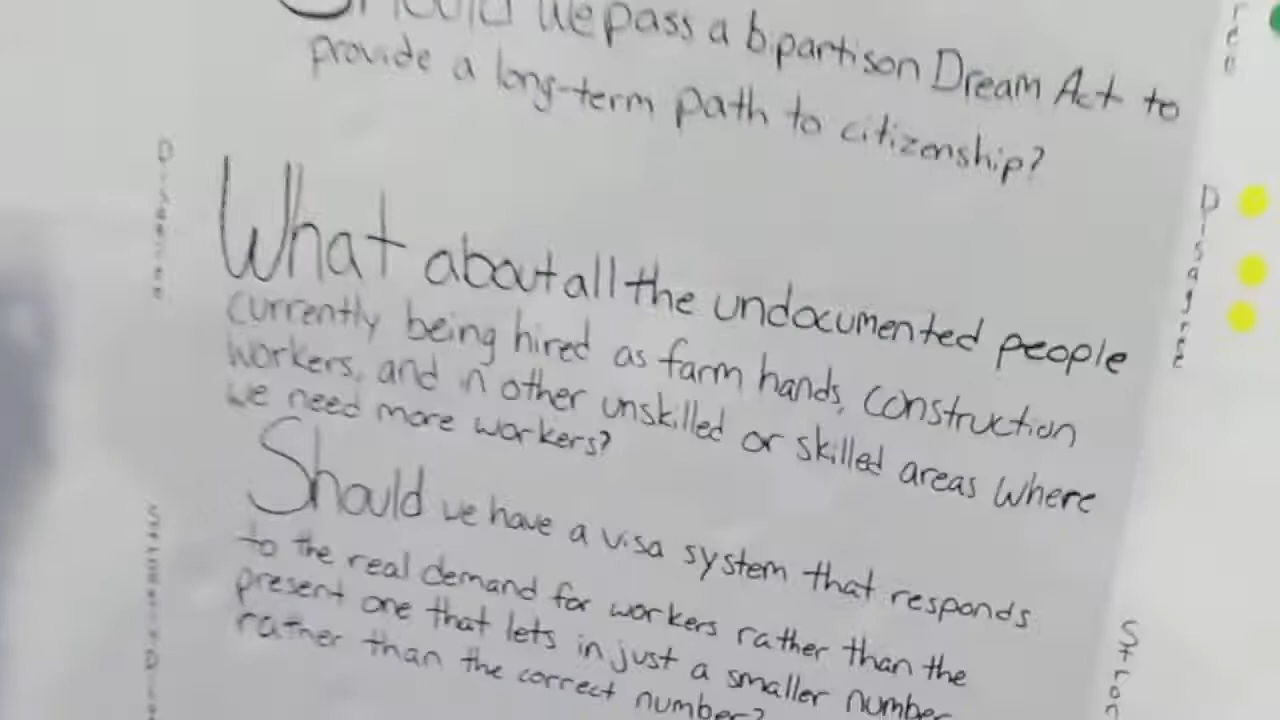 Should we pass a bipartison Dream Act to
provide a long-term path to citizenship?
What about all the undocumented people
currently being hired as farm hands, construction
workers, and in other unskilled or skilled areas where
we need more workers?
Should we have a visa system that responds
to the real demand for workers rather than the
present one that lets in just a smaller number
rather than the correct number?
Disagree
Disagree